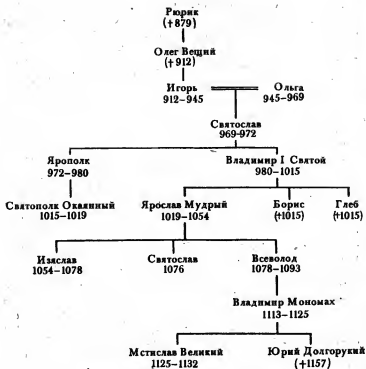 Рюрик
(†879)
Олег Вещий
(†912)
Игорь Ольга
912-945 945-969
Святослав
969-972
Ярополк Владимир I Святой
972-980 980-1015
Святополк Окаянный Ярослав Мудрый Борис Глеб
1015-1019 1019-1054 (†1015) (†1015)
Изяслав Святослав Всеволод
1054-1078 1076 1078-1093
Владимир Мономах
1113-1125
Мстислав Великий Юрий Долгорукий
1125-1132 (†1157)